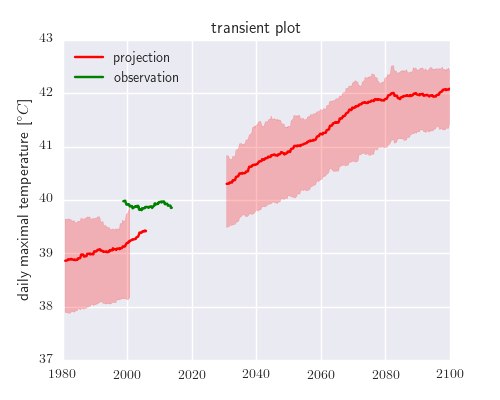 transient plot
projection
observation
daily maximal temperature [°C]
43
42
41
40
39
38
37
1980 2000 2020 2040 2060 2080 2100